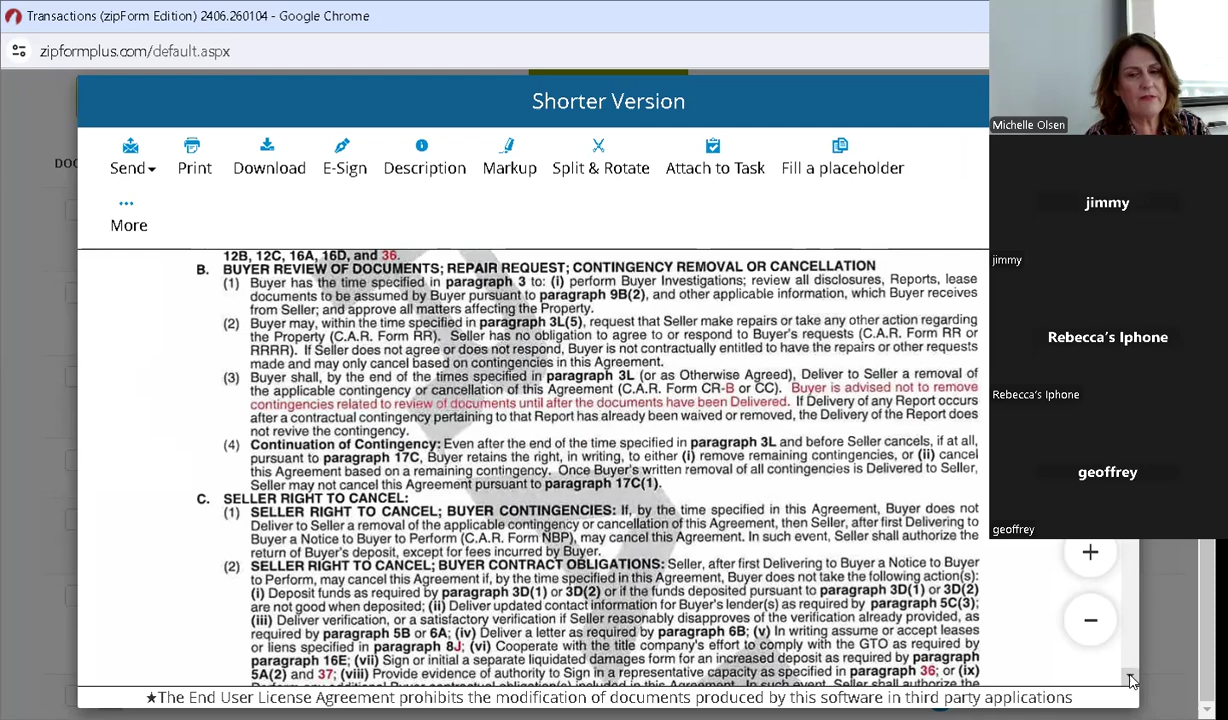 Transactions (zipForm Edition) 2406.260104 - Google Chrome
zipformplus.com/default.aspx
Shorter Version
Send Print Download E-Sign Description Markup Split & Rotate Attach to Task Fill a placeholder
More
DOC
12B, 12C, 16A, 16D, and 36.
B. BUYER REVIEW OF DOCUMENTS; REPAIR REQUEST; CONTINGENCY REMOVAL OR CANCELLATION
(1) Buyer has the time specified in paragraph 3 to: (i) perform Buyer Investigations; review all disclosures, Reports, lease
documents to be assumed by Buyer pursuant to paragraph 9B(2), and other applicable information, which Buyer receives
from Seller; and approve all matters affecting the Property.
(2) Buyer may, within the time specified in paragraph 3L(5), request that Seller make repairs or take any other action regarding
the Property (C.A.R. Form RR). Seller has no obligation to agree to or respond to Buyer's requests (C.A.R. Form RR or
RRRR). If Seller does not agree or does not respond, Buyer is not contractually entitled to have the repairs or other requests
made and may only cancel based on contingencies in this Agreement.
(3) Buyer shall, by the end of the times specified in paragraph 3L (or as Otherwise Agreed), Deliver to Seller a removal of
the applicable contingency or cancellation of this Agreement (C.A.R. Form CR-B or CC). Buyer is advised not to remove
contingencies related to review of documents until after the documents have been Delivered. If Delivery of any Report occurs
after a contractual contingency pertaining to that Report has already been waived or removed, the Delivery of the Report does
not revive the contingency.
(4) Continuation of Contingency: Even after the end of the time specified in paragraph 3L and before Seller cancels, if at all,
pursuant to paragraph 17C, Buyer retains the right, in writing, to either (i) remove remaining contingencies, or (ii) cancel
this Agreement based on a remaining contingency. Once Buyer's written removal of all contingencies is Delivered to Seller,
Seller may not cancel this Agreement pursuant to paragraph 17C(1).
C. SELLER RIGHT TO CANCEL:
(1) SELLER RIGHT TO CANCEL; BUYER CONTINGENCIES: If, by the time specified in this Agreement, Buyer does not
Deliver to Seller a removal of the applicable contingency or cancellation of this Agreement, then Seller, after first Delivering to
Buyer a Notice to Buyer to Perform (C.A.R. Form NBP), may cancel this Agreement. In such event, Seller shall authorize the
return of Buyer's deposit, except for fees incurred by Buyer.
(2) SELLER RIGHT TO CANCEL; BUYER CONTRACT OBLIGATIONS: Seller, after first Delivering to Buyer a Notice to Buyer
to Perform, may cancel this Agreement if, by the time specified in this Agreement, Buyer does not take the following action(s):
(i) Deposit funds as required by paragraph 3D(1) or 3D(2) or if the funds deposited pursuant to paragraph 3D(1) or 3D(2)
are not good when deposited; (ii) Deliver updated contact information for Buyer's lender(s) as required by paragraph 5C(3);
(iii) Deliver verification, or a satisfactory verification if Seller reasonably disapproves of the verification already provided, as
required by paragraph 5B or 6A; (iv) Deliver a letter as required by paragraph 6B; (v) In writing assume or accept leases
or liens specified in paragraph 8J; (vi) Cooperate with the title company's effort to comply with the GTO as required by
paragraph 16E; (vii) Sign or initial a separate liquidated damages form for an increased deposit as required by paragraph
5A(2) and 37; (viii) Provide evidence of authority to Sign in a representative capacity as specified in paragraph 36; or (ix)
★The End User License Agreement prohibits the modification of documents produced by this software in third party applications
Michelle Olsen
jimmy
jimmy
Rebecca's Iphone
Rebecca's Iphone
geoffrey
geoffrey